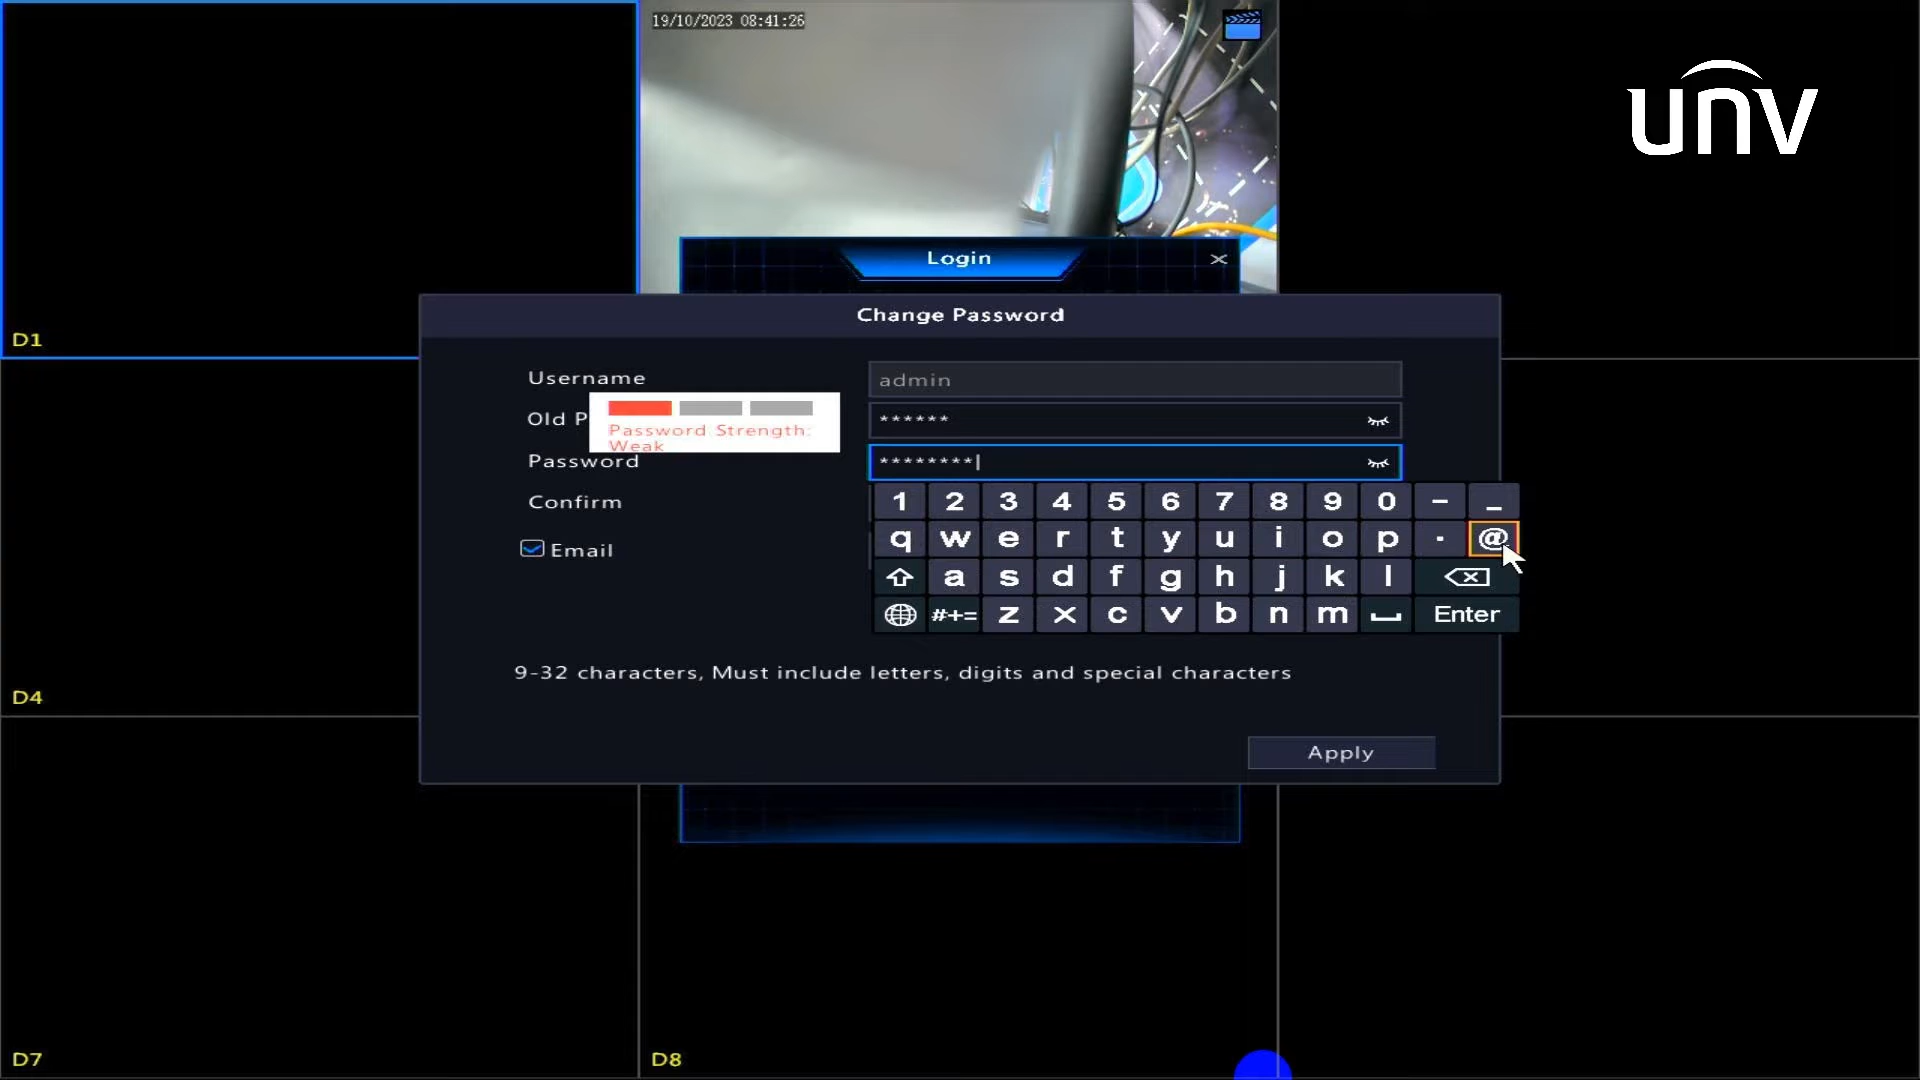 19/10/2023 08:41:26
unv
Login
Change Password
D1
Username
admin
Old P
******
Password Strength:
Weak
Password
********
Confirm
1 2 3 4 5 6 7 8 9 0 - _
q w e r t y u i o p . @
Email
a s d f g h j k l
#+= z x c v b n m Enter
9-32 characters, Must include letters, digits and special characters
D4
Apply
D7
D8